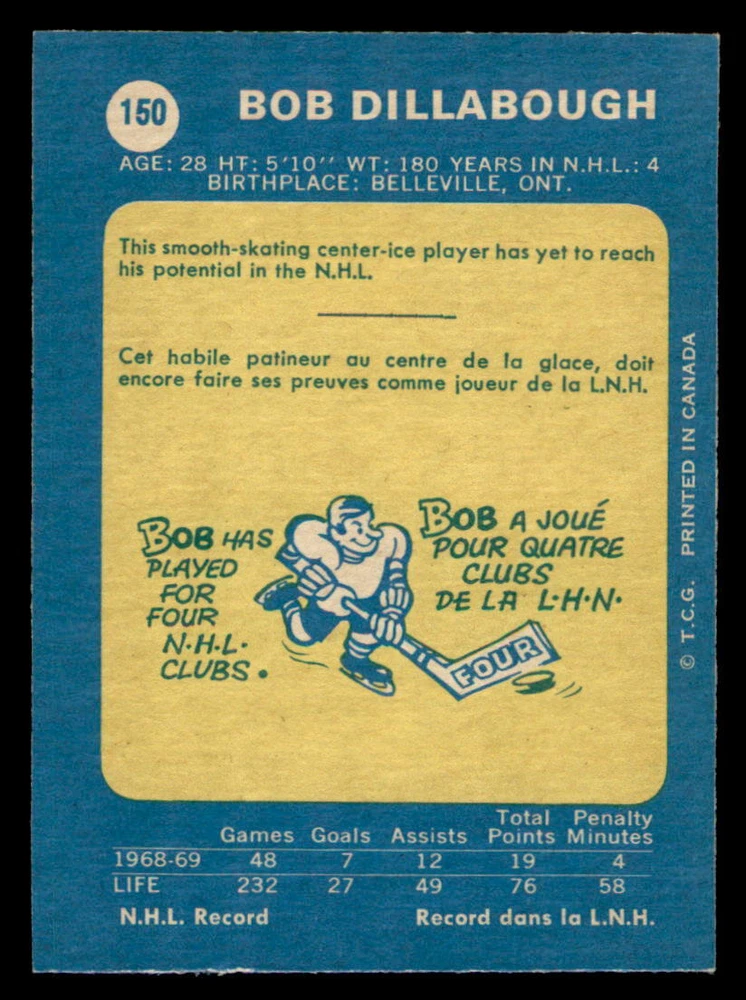 150
BOB DILLABOUGH
AGE: 28 HT: 5'10'' WT: 180 YEARS IN N.H.L.: 4
BIRTHPLACE: BELLEVILLE, ONT.
This smooth-skating center-ice player has yet to reach
his potential in the N.H.L.
Cet habile patineur au centre de la glace, doit
encore faire ses preuves comme joueur de la L.N.H.
BOB HAS
PLAYED
FOR
FOUR
N.H.L.
CLUBS.
BOB A JOUÉ
POUR QUATRE
CLUBS
DE LA L.H.N.
FOUR
© T.C.G. PRINTED IN CANADA
Games Goals Assists Total Points Penalty Minutes
1968-69 48 7 12 19 4
LIFE 232 27 49 76 58
N.H.L. Record Record dans la L.N.H.